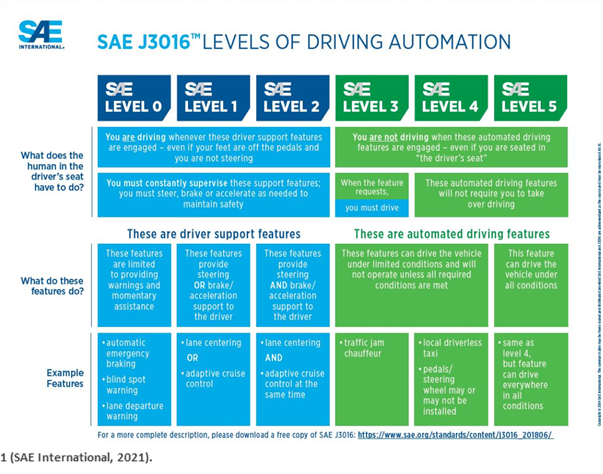 SAE
INTERNATIONAL®
SAE J3016™ LEVELS OF DRIVING AUTOMATION
SAE
LEVEL 0
SAE
LEVEL 1
SAE
LEVEL 2
SAE
LEVEL 3
SAE
LEVEL 4
SAE
LEVEL 5
What does the
human in the
driver's seat
have to do?
You are driving whenever these driver support features
are engaged – even if your feet are off the pedals and
you are not steering
You are not driving when these automated driving
features are engaged – even if you are seated in
"the driver's seat"
You must constantly supervise these support features;
you must steer, brake or accelerate as needed to
maintain safety
When the feature
requests,
you must drive
These automated driving features
will not require you to take
over driving
These are driver support features
These are automated driving features
What do these
features do?
These features
are limited
to providing
warnings and
momentary
assistance
These features
provide
steering
OR brake/
acceleration
support to
the driver
These features
provide
steering
AND brake/
acceleration
support to
the driver
These features can drive the vehicle
under limited conditions and will
not operate unless all required
conditions are met
This feature
can drive the
vehicle under
all conditions
Example
Features
• automatic
emergency
braking
• blind spot
warning
• lane departure
warning
• lane centering
OR
• adaptive cruise
control
• lane centering
AND
• adaptive cruise
control at the
same time
• traffic jam
chauffeur
• local driverless
taxi
• pedals/
steering
wheel may or
may not be
installed
• same as
level 4,
but feature
can drive
everywhere
in all
conditions
For a more complete description, please download a free copy of SAE J3016: https://www.sae.org/standards/content/j3016_201806/
1 (SAE International, 2021).